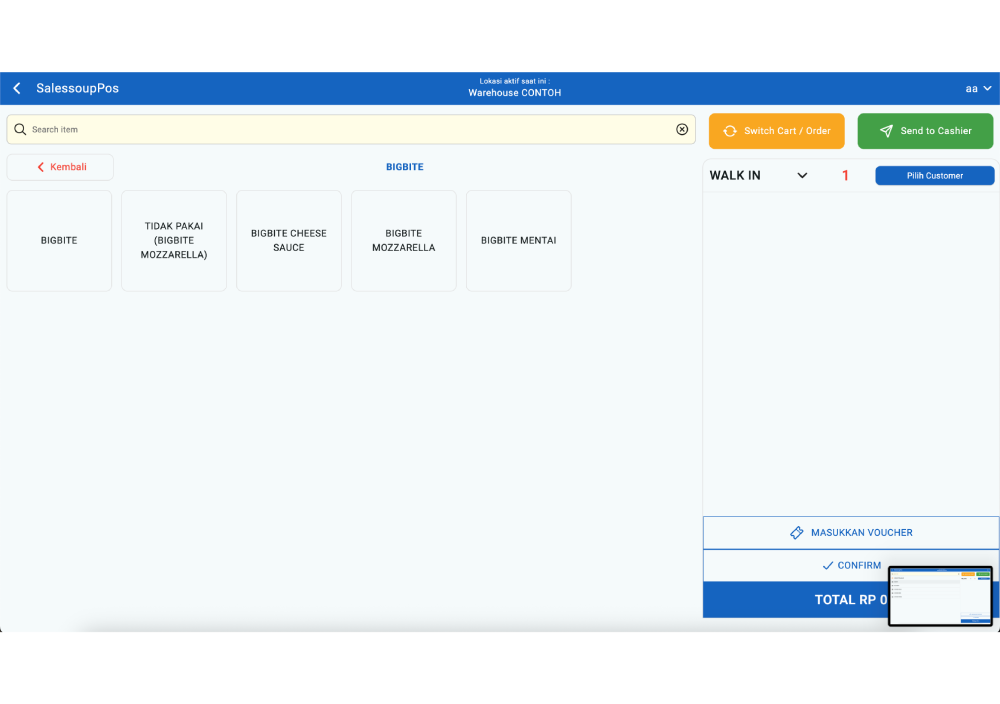 SalessoupPos
Lokasi aktif saat ini :
Warehouse CONTOH
aa
Search item
Switch Cart / Order
Send to Cashier
Kembali
BIGBITE
WALK IN
1
Pilih Customer
BIGBITE
TIDAK PAKAI
(BIGBITE
MOZZARELLA)
BIGBITE CHEESE
SAUCE
BIGBITE
MOZZARELLA
BIGBITE MENTAI
MASUKKAN VOUCHER
CONFIRM
TOTAL RP 0